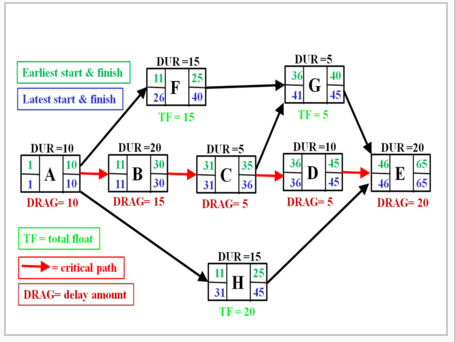 DUR=15
11 F 25
26 40
TF = 15
DUR=5
36 G 40
41 45
TF = 5
Earliest start & finish
Latest start & finish
DUR=10
1 A 10
1 10
DRAG= 10
DUR=20
11 B 30
11 30
DRAG= 15
DUR=5
31 C 35
31 36
DRAG= 5
DUR=10
36 D 45
36 45
DRAG= 5
DUR=20
46 E 65
46 65
DRAG= 20
TF = total float
= critical path
DRAG= delay amount
DUR=15
11 H 25
31 45
TF = 20